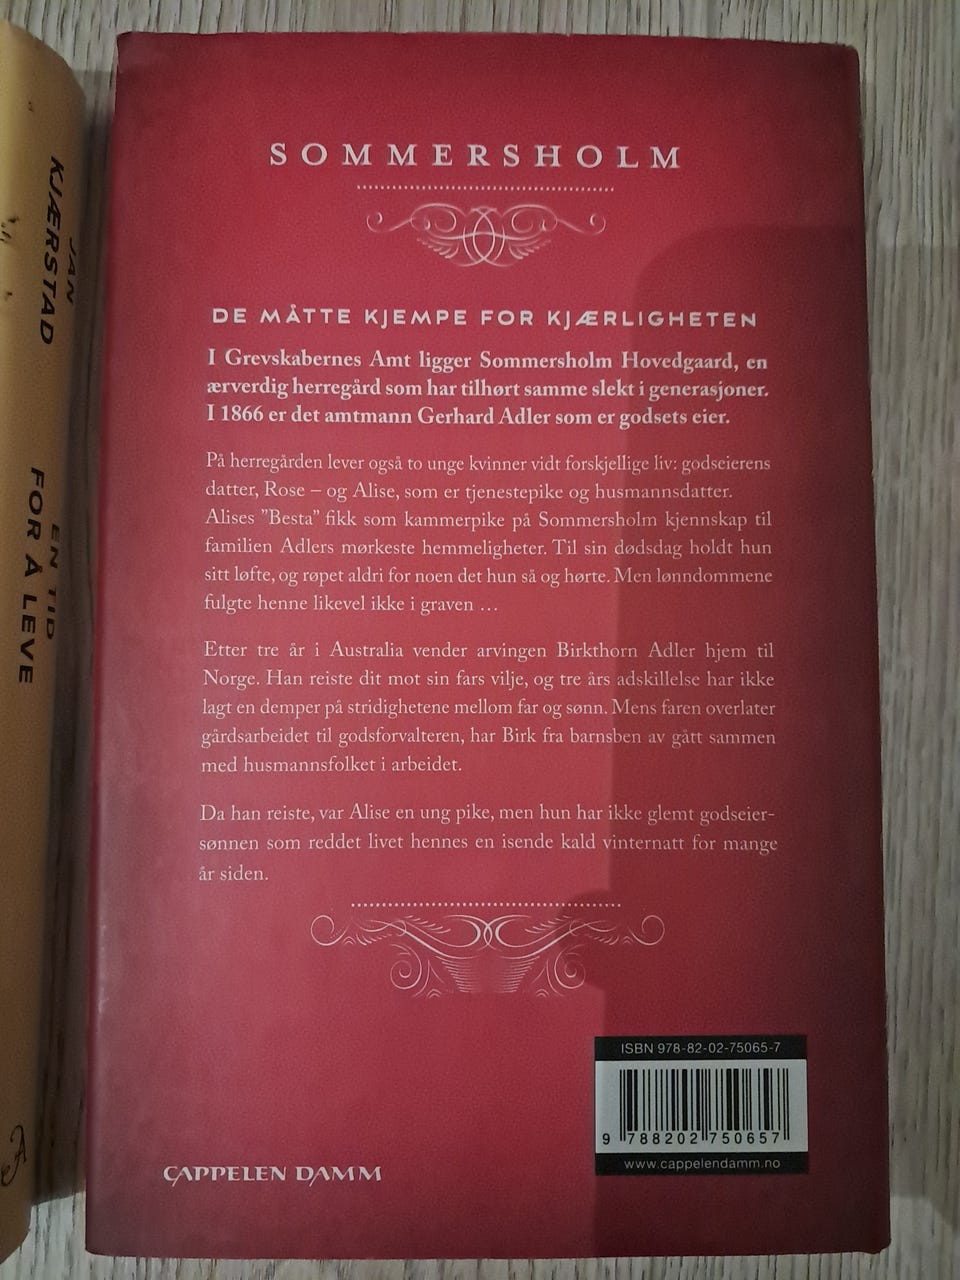 JAN
KJÆRSTAD
EN TID
FOR Å LEVE
SOMMERSHOLM
DE MÅTTE KJEMPE FOR KJÆRLIGHETEN
I Grevskabernes Amt ligger Sommersholm Hovedgaard, en
ærverdig herregård som har tilhørt samme slekt i generasjoner.
I 1866 er det amtmann Gerhard Adler som er godsets eier.
På herregården lever også to unge kvinner vidt forskjellige liv: godseierens
datter, Rose – og Alise, som er tjenestepike og husmannsdatter.
Alises "Besta" fikk som kammerpike på Sommersholm kjennskap til
familien Adlers mørkeste hemmeligheter. Til sin dødsdag holdt hun
sitt løfte, og røpet aldri for noen det hun så og hørte. Men lønndommene
fulgte henne likevel ikke i graven ...
Etter tre år i Australia vender arvingen Birkthorn Adler hjem til
Norge. Han reiste dit mot sin fars vilje, og tre års adskillelse har ikke
lagt en demper på stridighetene mellom far og sønn. Mens faren overlater
gårdsarbeidet til godsforvalteren, har Birk fra barnsben av gått sammen
med husmannsfolket i arbeidet.
Da han reiste, var Alise en ung pike, men hun har ikke glemt godseier-
sønnen som reddet livet hennes en isende kald vinternatt for mange
år siden.
ISBN 978-82-02-75065-7
9 788202 750657
www.cappelendamm.no
CAPPELEN DAMM